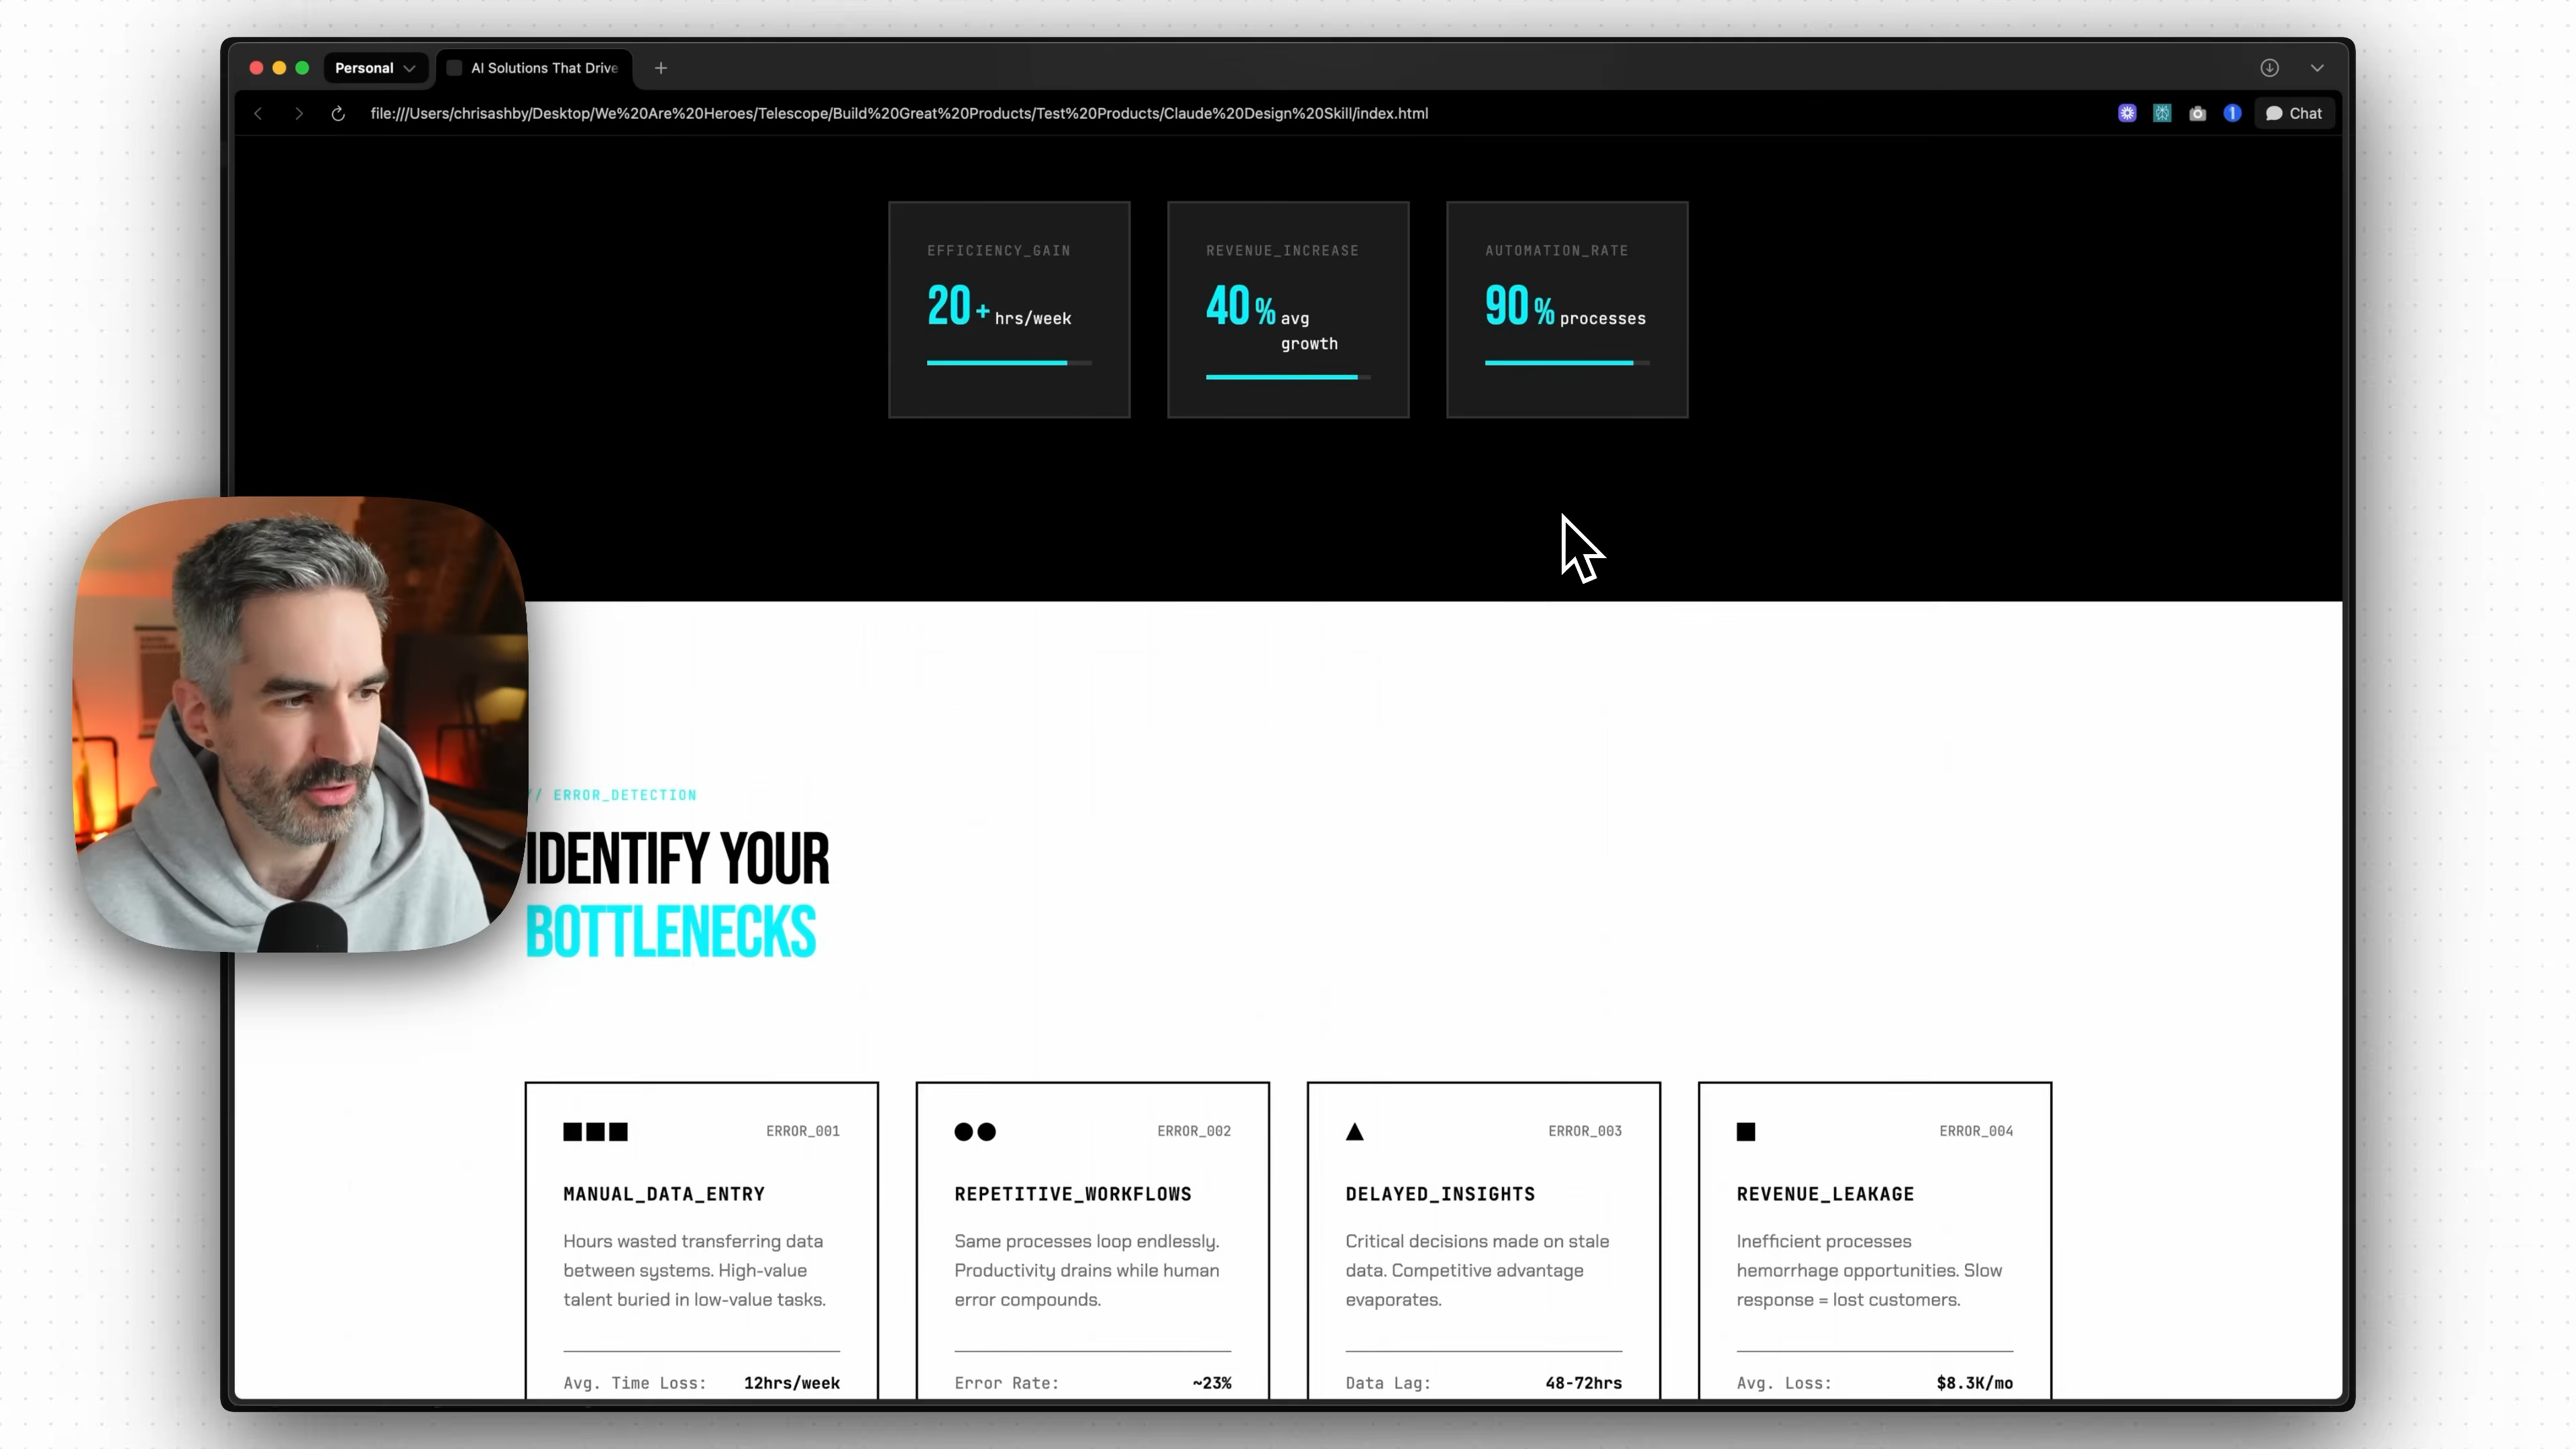 Personal
AI Solutions That Drive
file:///Users/chrisashby/Desktop/We%20Are%20Heroes/Telescope/Build%20Great%20Products/Test%20Products/Claude%20Design%20Skill/index.html
1
Chat
EFFICIENCY_GAIN
20+ hrs/week
REVENUE_INCREASE
40% avg
growth
AUTOMATION_RATE
90% processes
// ERROR_DETECTION
IDENTIFY YOUR
BOTTLENECKS
ERROR_001
MANUAL_DATA_ENTRY
Hours wasted transferring data
between systems. High-value
talent buried in low-value tasks.
Avg. Time Loss: 12hrs/week
ERROR_002
REPETITIVE_WORKFLOWS
Same processes loop endlessly.
Productivity drains while human
error compounds.
Error Rate: ~23%
ERROR_003
DELAYED_INSIGHTS
Critical decisions made on stale
data. Competitive advantage
evaporates.
Data Lag: 48-72hrs
ERROR_004
REVENUE_LEAKAGE
Inefficient processes
hemorrhage opportunities. Slow
response = lost customers.
Avg. Loss: $8.3K/mo